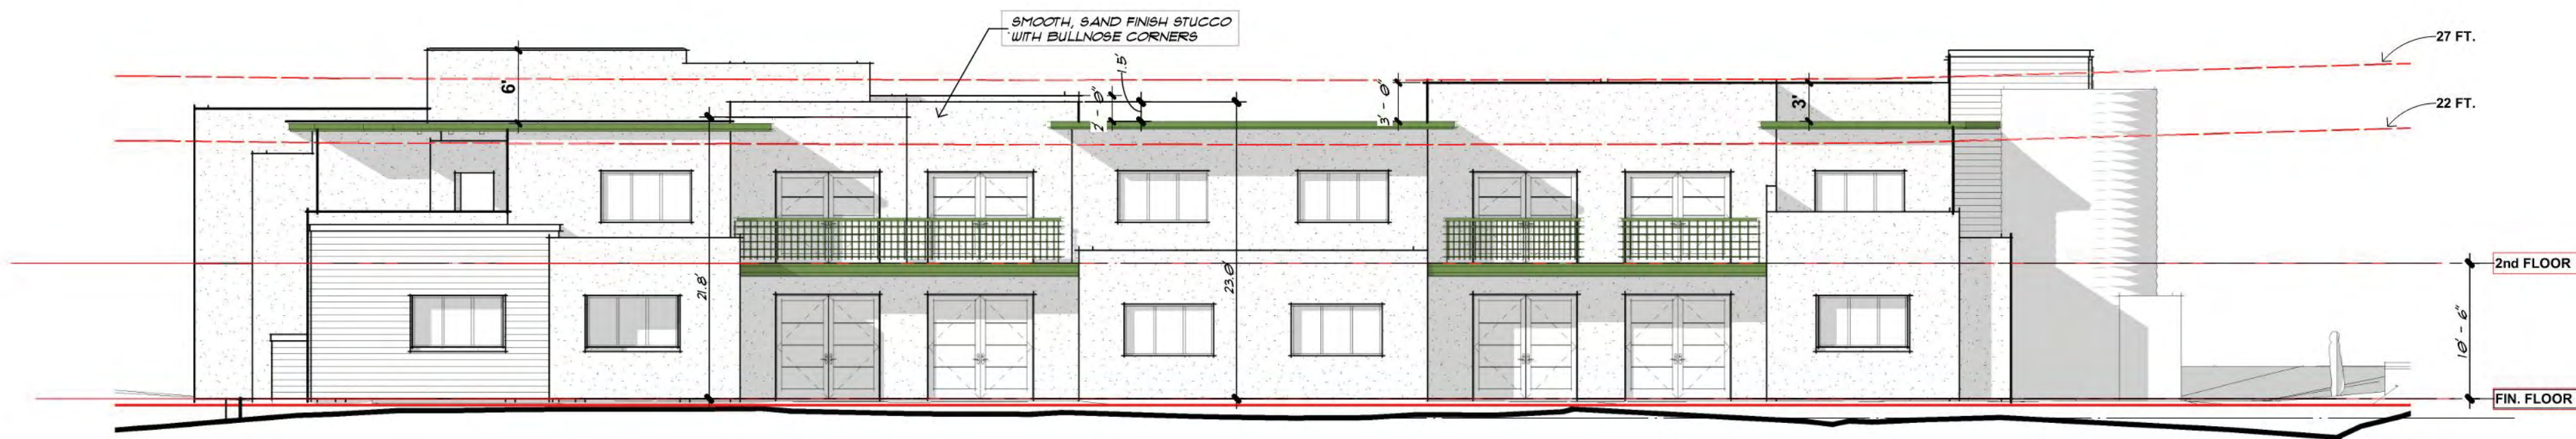 SMOOTH, SAND FINISH STUCCO
WITH BULLNOSE CORNERS
27 FT.
6'
1.5'
2' - 0"
3' - 0"
3'
22 FT.
2nd FLOOR
21.8'
23.0'
10' - 6"
FIN. FLOOR